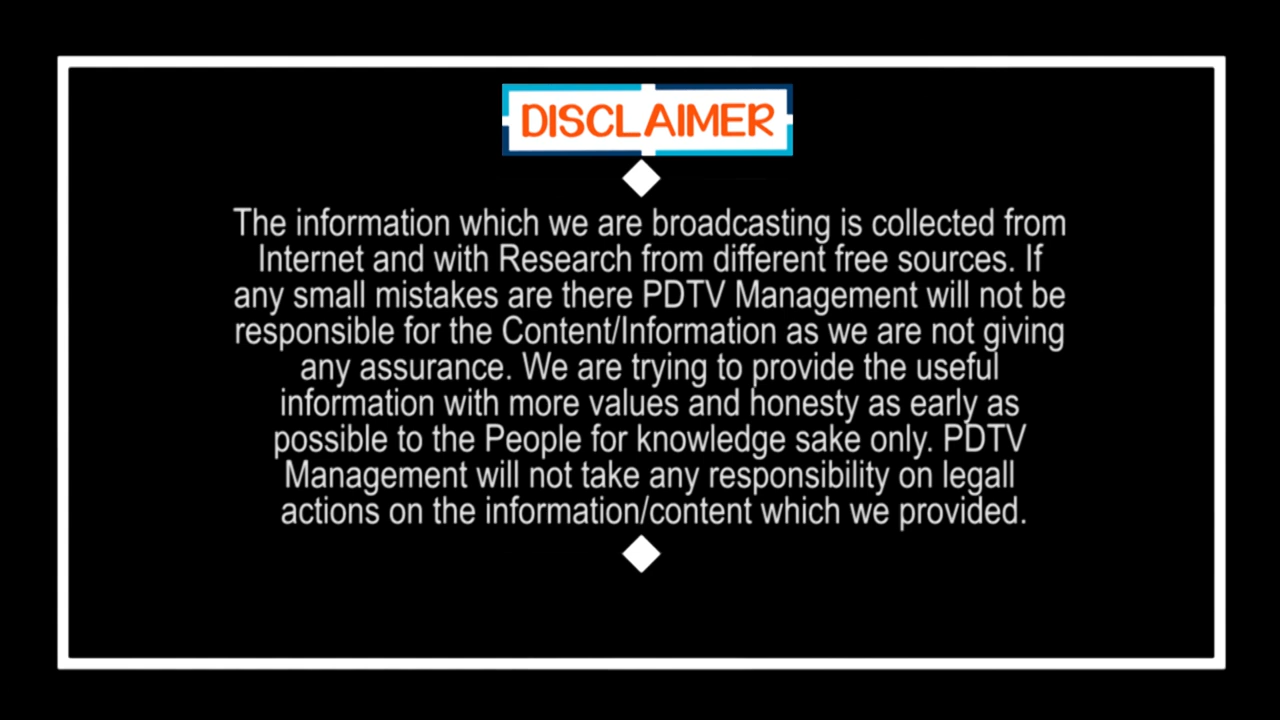 DISCLAIMER
The information which we are broadcasting is collected from
Internet and with Research from different free sources. If
any small mistakes are there PDTV Management will not be
responsible for the Content/Information as we are not giving
any assurance. We are trying to provide the useful
information with more values and honesty as early as
possible to the People for knowledge sake only. PDTV
Management will not take any responsibility on legall
actions on the information/content which we provided.